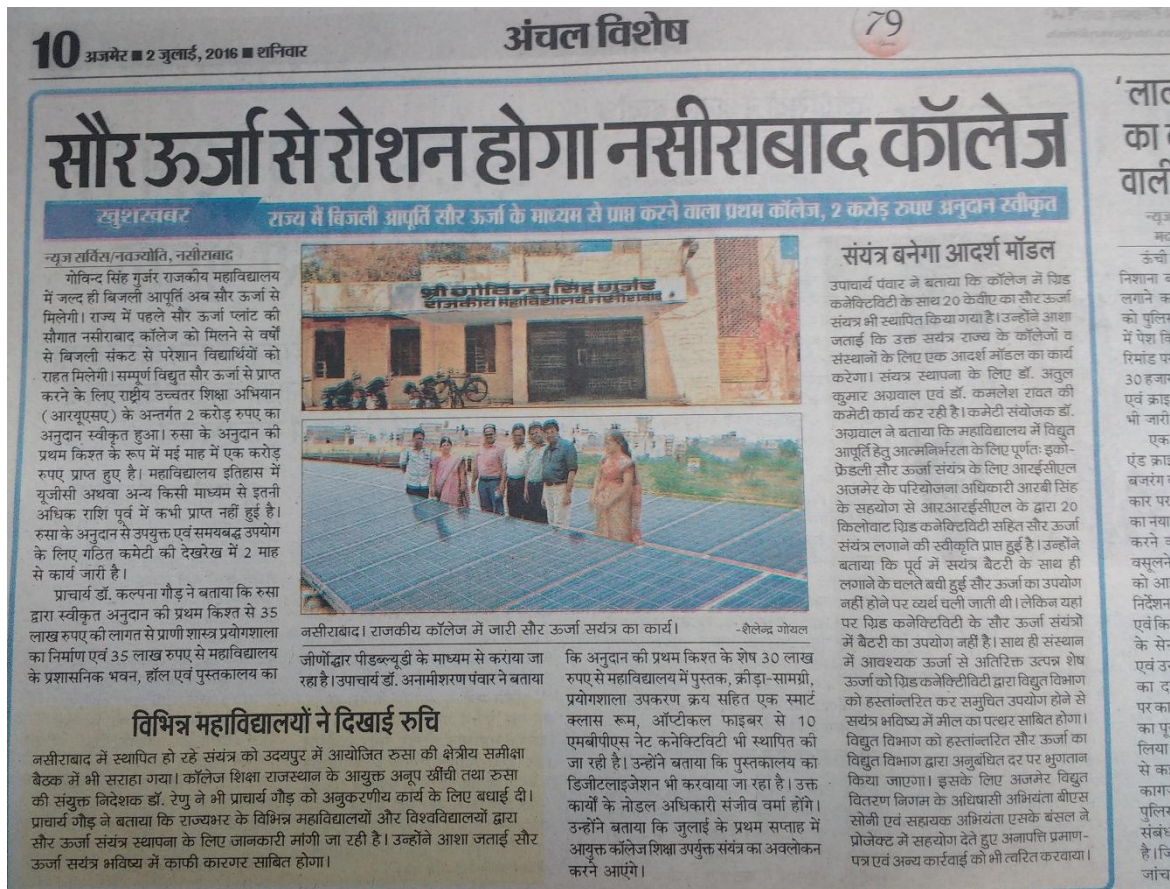 10 अजमेर ■ 2 जुलाई, 2016 ■ शनिवार
अंचल विशेष
79
सौर ऊर्जा से रोशन होगा नसीराबाद कॉलेज
खुशखबर
राज्य में बिजली आपूर्ति सौर ऊर्जा के माध्यम से प्राप्त करने वाला प्रथम कॉलेज, 2 करोड़ रुपए अनुदान स्वीकृत
न्यूज सर्विस/नवज्योति, नसीराबाद
गोविन्द सिंह गुर्जर राजकीय महाविद्यालय
में जल्द ही बिजली आपूर्ति अब सौर ऊर्जा से
मिलेगी। राज्य में पहले सौर ऊर्जा प्लांट की
सौगात नसीराबाद कॉलेज को मिलने से वर्षों
से बिजली संकट से परेशान विद्यार्थियों को
राहत मिलेगी। सम्पूर्ण विद्युत सौर ऊर्जा से प्राप्त
करने के लिए राष्ट्रीय उच्चतर शिक्षा अभियान
(आरयूएसए) के अन्तर्गत 2 करोड़ रुपए का
अनुदान स्वीकृत हुआ। रुसा के अनुदान की
प्रथम किश्त के रूप में मई माह में एक करोड़
रुपए प्राप्त हुए है। महाविद्यालय इतिहास में
यूजीसी अथवा अन्य किसी माध्यम से इतनी
अधिक राशि पूर्व में कभी प्राप्त नहीं हुई है।
रुसा के अनुदान से उपयुक्त एवं समयबद्ध उपयोग
के लिए गठित कमेटी की देखरेख में 2 माह
से कार्य जारी है।
प्राचार्य डॉ. कल्पना गौड़ ने बताया कि रुसा
द्वारा स्वीकृत अनुदान की प्रथम किश्त से 35
लाख रुपए की लागत से प्राणी शास्त्र प्रयोगशाला
का निर्माण एवं 35 लाख रुपए से महाविद्यालय
के प्रशासनिक भवन, हॉल एवं पुस्तकालय का
श्री गोविन्द सिंह गुर्जर
राजकीय महाविद्यालय नसीराबाद
नसीराबाद। राजकीय कॉलेज में जारी सौर ऊर्जा सयंत्र का कार्य। -शैलेन्द्र गोयल
जीर्णोद्धार पीडब्ल्यूडी के माध्यम से कराया जा
रहा है। उपाचार्य डॉ. अनामीशरण पंवार ने बताया
कि अनुदान की प्रथम किश्त के शेष 30 लाख
रुपए से महाविद्यालय में पुस्तक, क्रीड़ा-सामग्री,
प्रयोगशाला उपकरण क्रय सहित एक स्मार्ट
क्लास रूम, ऑप्टीकल फाइबर से 10
एमबीपीएस नेट कनेक्टिविटी भी स्थापित की
जा रही है। उन्होंने बताया कि पुस्तकालय का
डिजीटलाइजेशन भी करवाया जा रहा है। उक्त
कार्यों के नोडल अधिकारी संजीव वर्मा होंगे।
उन्होंने बताया कि जुलाई के प्रथम सप्ताह में
आयुक्त कॉलेज शिक्षा उपर्युक्त संयंत्र का अवलोकन
करने आएंगे।
विभिन्न महाविद्यालयों ने दिखाई रुचि
नसीराबाद में स्थापित हो रहे संयंत्र को उदयपुर में आयोजित रुसा की क्षेत्रीय समीक्षा
बैठक में भी सराहा गया। कॉलेज शिक्षा राजस्थान के आयुक्त अनूप खींची तथा रुसा
की संयुक्त निदेशक डॉ. रेणु ने भी प्राचार्य गौड़ को अनुकरणीय कार्य के लिए बधाई दी।
प्राचार्य गौड़ ने बताया कि राज्यभर के विभिन्न महाविद्यालयों और विश्वविद्यालयों द्वारा
सौर ऊर्जा संयंत्र स्थापना के लिए जानकारी मांगी जा रही है। उन्होंने आशा जताई सौर
ऊर्जा सयंत्र भविष्य में काफी कारगर साबित होगा।
संयंत्र बनेगा आदर्श मॉडल
उपाचार्य पंवार ने बताया कि कॉलेज में ग्रिड
कनेक्टिविटी के साथ 20 केवीए का सौर ऊर्जा
संयत्र भी स्थापित किया गया है। उन्होंने आशा
जताई कि उक्त सयंत्र राज्य के कॉलेजों व
संस्थानों के लिए एक आदर्श मॉडल का कार्य
करेगा। संयत्र स्थापना के लिए डॉ. अतुल
कुमार अग्रवाल एवं डॉ. कमलेश रावत की
कमेटी कार्य कर रही है। कमेटी संयोजक डॉ.
अग्रवाल ने बताया कि महाविद्यालय में विद्युत
आपूर्ति हेतु आत्मनिर्भरता के लिए पूर्णतः इको-
फ्रेंडली सौर ऊर्जा संयत्र के लिए आरईसीएल
अजमेर के परियोजना अधिकारी आरबी सिंह
के सहयोग से आरआरईसीएल के द्वारा 20
किलोवाट ग्रिड कनेक्टिविटी सहित सौर ऊर्जा
संयत्र लगाने की स्वीकृति प्राप्त हुई है। उन्होंने
बताया कि पूर्व में सयंत्र बैटरी के साथ ही
लगाने के चलते बची हुई सौर ऊर्जा का उपयोग
नहीं होने पर व्यर्थ चली जाती थी। लेकिन यहां
पर ग्रिड कनेक्टिविटी के सौर ऊर्जा संयंत्रों
में बैटरी का उपयोग नहीं है। साथ ही संस्थान
में आवश्यक ऊर्जा से अतिरिक्त उत्पन्न शेष
ऊर्जा को ग्रिड कनेक्टीविटी द्वारा विद्युत विभाग
को हस्तांन्तरित कर समुचित उपयोग होने से
सयंत्र भविष्य में मील का पत्थर साबित होगा।
विद्युत विभाग को हस्तांन्तरित सौर ऊर्जा का
विद्युत विभाग द्वारा अनुबंधित दर पर भुगतान
किया जाएगा। इसके लिए अजमेर विद्युत
वितरण निगम के अधिषासी अभियंता बीएस
सोनी एवं सहायक अभियंता एसके बंसल ने
प्रोजेक्ट में सहयोग देते हुए अनापत्ति प्रमाण-
पत्र एवं अन्य कार्रवाई को भी त्वरित करवाया।